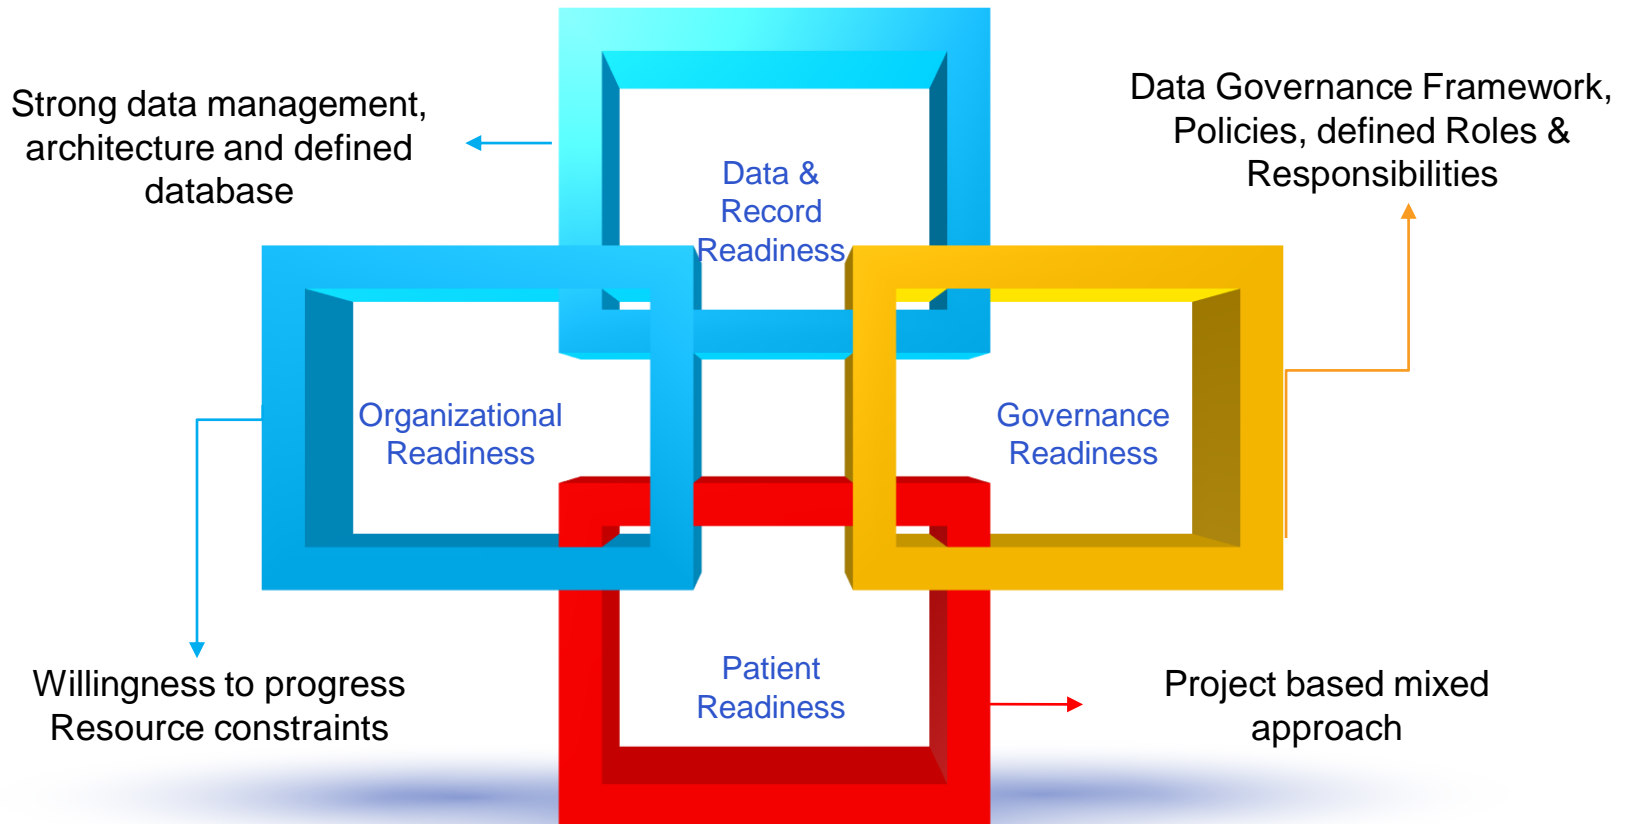 Strong data management,
architecture and defined
database
Data Governance Framework,
Policies, defined Roles &
Responsibilities
Data &
Record
Readiness
Organizational
Readiness
Governance
Readiness
Willingness to progress
Resource constraints
Patient
Readiness
Project based mixed
approach